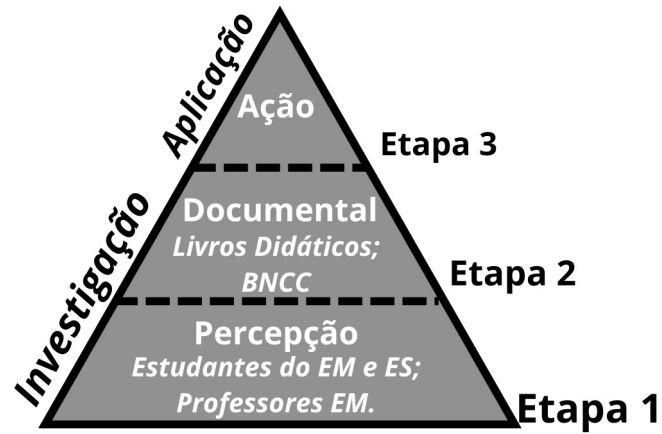 Aplicação
Ação
Etapa 3
Investigação
Documental
Livros Didáticos;
BNCC
Etapa 2
Percepção
Estudantes do EM e ES;
Professores EM.
Etapa 1